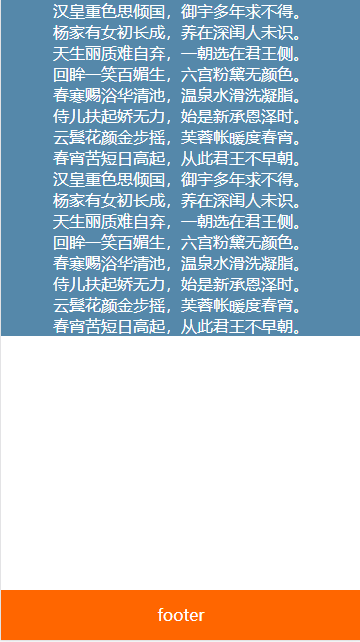 汉皇重色思倾国，御宇多年求不得。
杨家有女初长成，养在深闺人未识。
天生丽质难自弃，一朝选在君王侧。
回眸一笑百媚生，六宫粉黛无颜色。
春寒赐浴华清池，温泉水滑洗凝脂。
侍儿扶起娇无力，始是新承恩泽时。
云鬓花颜金步摇，芙蓉帐暖度春宵。
春宵苦短日高起，从此君王不早朝。
汉皇重色思倾国，御宇多年求不得。
杨家有女初长成，养在深闺人未识。
天生丽质难自弃，一朝选在君王侧。
回眸一笑百媚生，六宫粉黛无颜色。
春寒赐浴华清池，温泉水滑洗凝脂。
侍儿扶起娇无力，始是新承恩泽时。
云鬓花颜金步摇，芙蓉帐暖度春宵。
春宵苦短日高起，从此君王不早朝。
footer